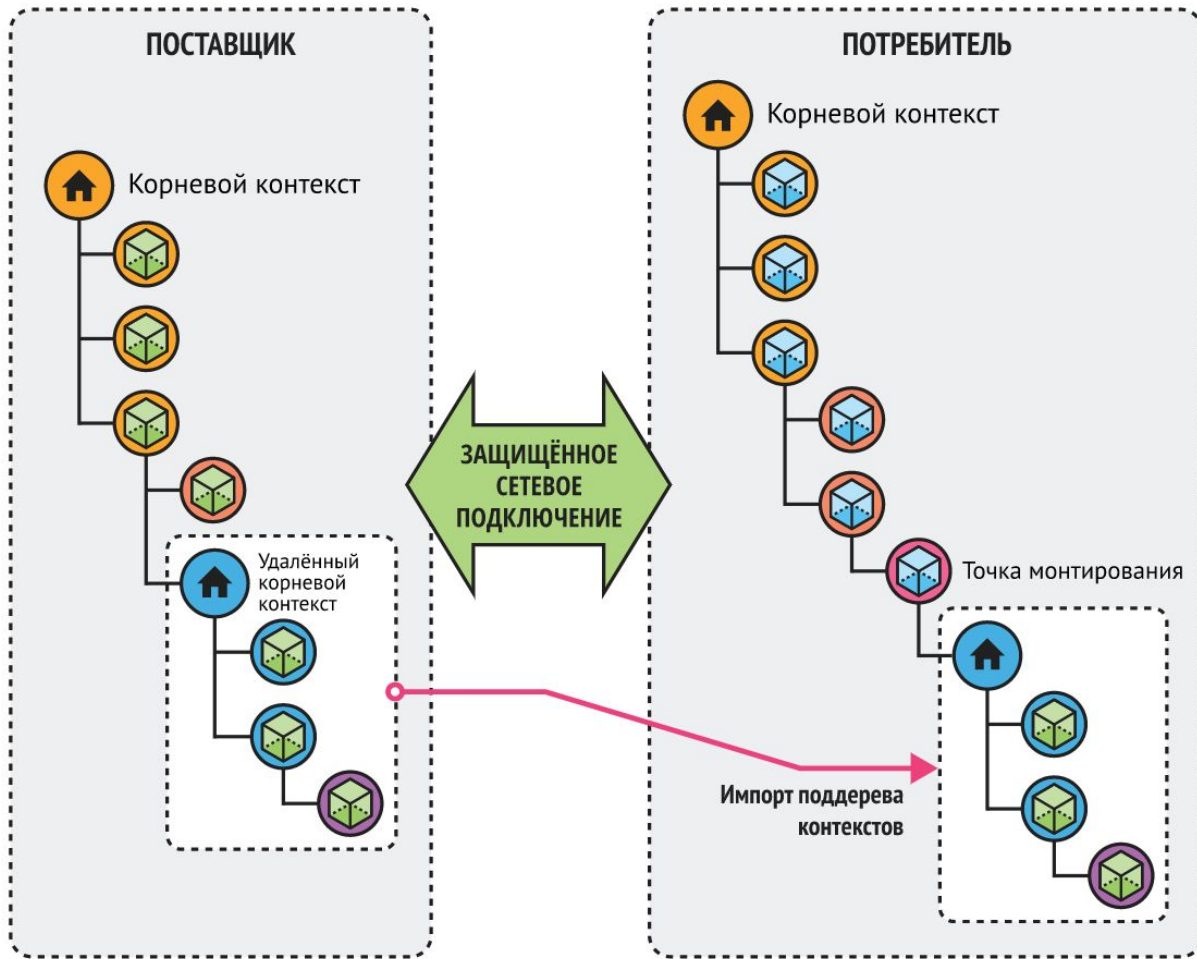 ПОСТАВЩИК
Корневой контекст
Удалённый
корневой
контекст
ЗАЩИЩЁННОЕ
СЕТЕВОЕ
ПОДКЛЮЧЕНИЕ
ПОТРЕБИТЕЛЬ
Корневой контекст
Точка монтирования
Импорт поддерева
контекстов